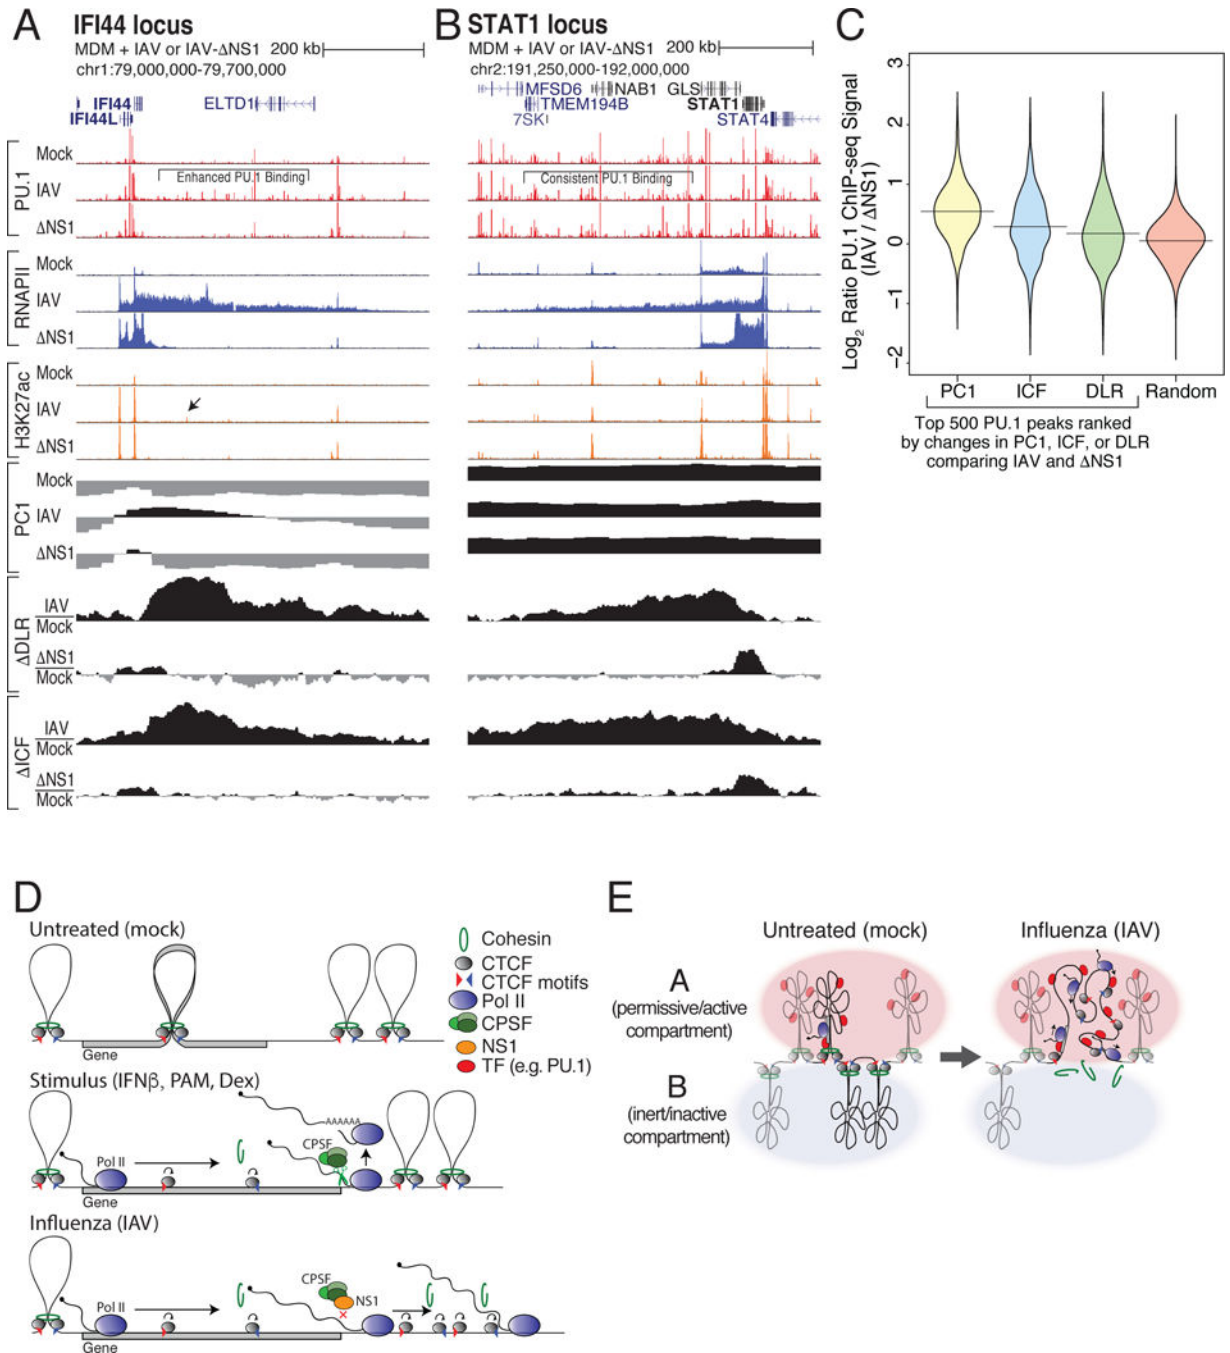 A
IFI44 locus
MDM + IAV or IAV-ΔNS1
200 kb
chr1:79,000,000-79,700,000
IFI44
ELTD1
IFI44L
PU.1
Mock
IAV
Enhanced PU.1 Binding
ΔNS1
RNAPII
Mock
IAV
ΔNS1
H3K27ac
Mock
IAV
ΔNS1
PC1
Mock
IAV
ΔNS1
ΔDLR
IAV
Mock
ΔNS1
Mock
ΔICF
IAV
Mock
ΔNS1
Mock
B
STAT1 locus
MDM + IAV or IAV-ΔNS1
200 kb
chr2:191,250,000-192,000,000
MFSD6
NAB1
GLS
TMEM194B
STAT1
7SK
STAT4
Consistent PU.1 Binding
C
Log2 Ratio PU.1 ChIP-seq Signal
(IAV / ΔNS1)
3
2
1
0
-1
-2
PC1 ICF DLR Random
Top 500 PU.1 peaks ranked
by changes in PC1, ICF, or DLR
comparing IAV and ΔNS1
D
Untreated (mock)
Gene
Cohesin
CTCF
CTCF motifs
Pol II
CPSF
NS1
TF (e.g. PU.1)
Stimulus (IFNβ, PAM, Dex)
AAAAAA
CPSF
Pol II
Gene
Influenza (IAV)
CPSF
NS1
Pol II
Gene
E
Untreated (mock)
Influenza (IAV)
A
(permissive/active
compartment)
B
(inert/inactive
compartment)